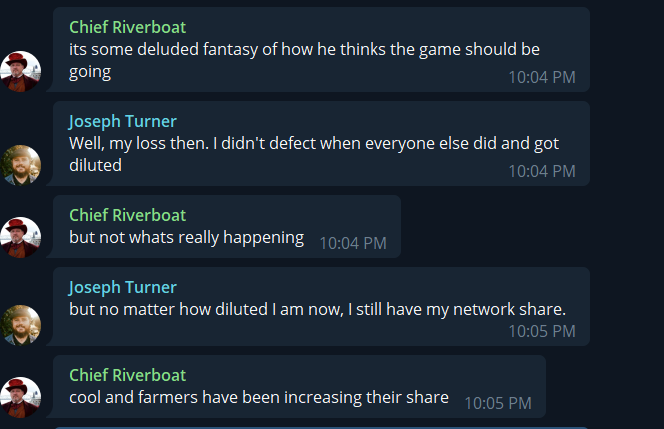 Chief Riverboat
its some deluded fantasy of how he thinks the game should be
going
10:04 PM
Joseph Turner
Well, my loss then. I didn't defect when everyone else did and got
diluted
10:04 PM
Chief Riverboat
but not whats really happening 10:04 PM
Joseph Turner
but no matter how diluted I am now, I still have my network share.
10:05 PM
Chief Riverboat
cool and farmers have been increasing their share 10:05 PM